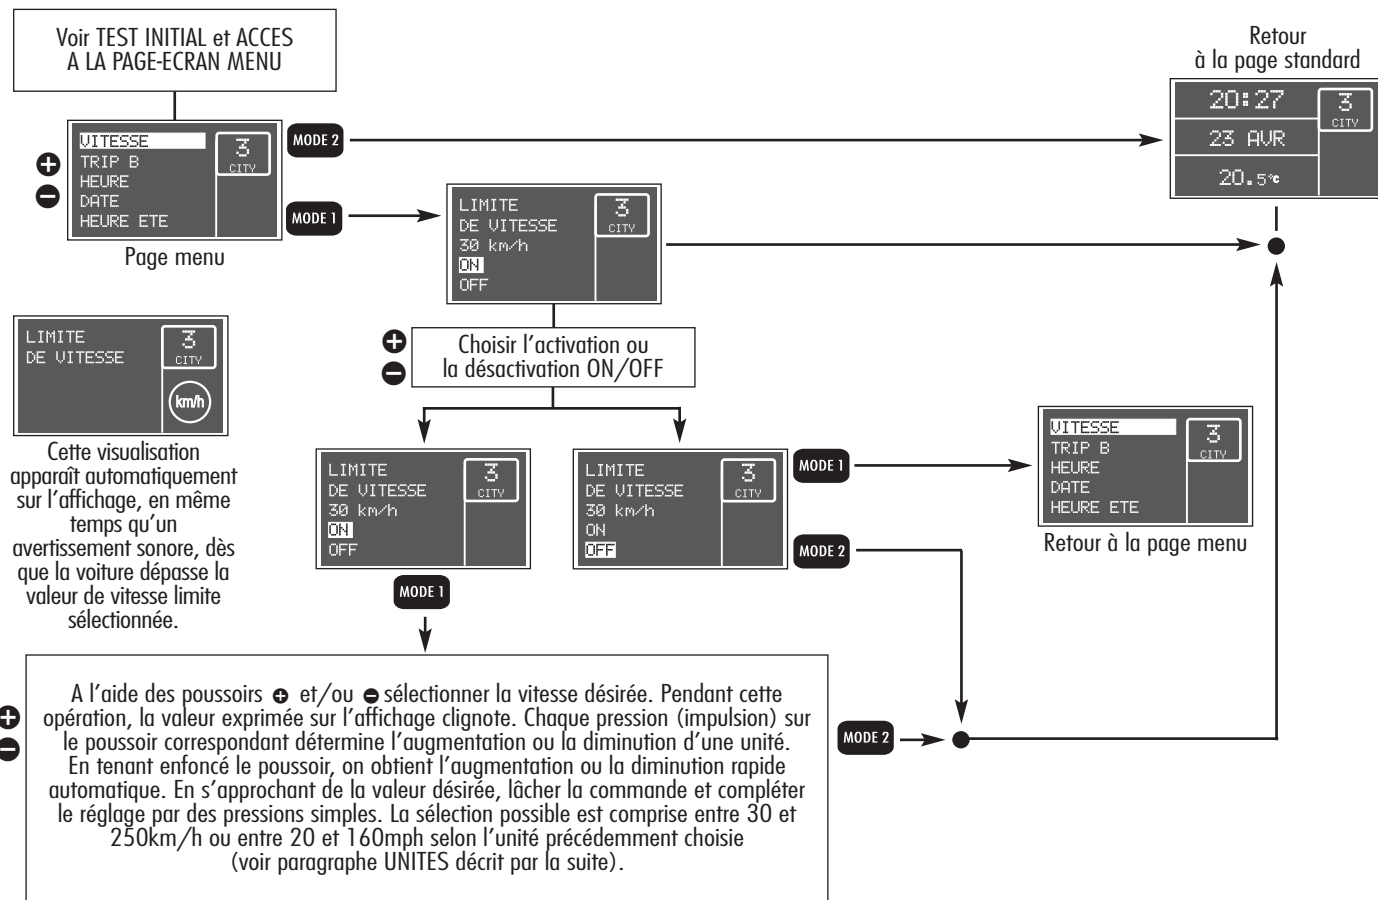 Voir TEST INITIAL et ACCES
A LA PAGE-ECRAN MENU
Retour
à la page standard
20:27
23 AVR
20.5°C
3
CITY
VITESSE
TRIP B
HEURE
DATE
HEURE ETE
3
CITY
MODE 2
MODE 1
Page menu
LIMITE
DE VITESSE
30 km/h
ON
OFF
3
CITY
LIMITE
DE VITESSE
3
CITY
km/h
Cette visualisation
apparaît automatiquement
sur l’affichage, en même
temps qu’un
avertissement sonore, dès
que la voiture dépasse la
valeur de vitesse limite
sélectionnée.
Choisir l’activation ou
la désactivation ON/OFF
LIMITE
DE VITESSE
30 km/h
ON
OFF
3
CITY
MODE 1
LIMITE
DE VITESSE
30 km/h
ON
OFF
3
CITY
MODE 1
MODE 2
VITESSE
TRIP B
HEURE
DATE
HEURE ETE
3
CITY
Retour à la page menu
A l’aide des poussoirs + et/ou - sélectionner la vitesse désirée. Pendant cette
opération, la valeur exprimée sur l’affichage clignote. Chaque pression (impulsion) sur
le poussoir correspondant détermine l’augmentation ou la diminution d’une unité.
En tenant enfoncé le poussoir, on obtient l’augmentation ou la diminution rapide
automatique. En s’approchant de la valeur désirée, lâcher la commande et compléter
le réglage par des pressions simples. La sélection possible est comprise entre 30 et
250km/h ou entre 20 et 160mph selon l’unité précédemment choisie
(voir paragraphe UNITES décrit par la suite).
MODE 2